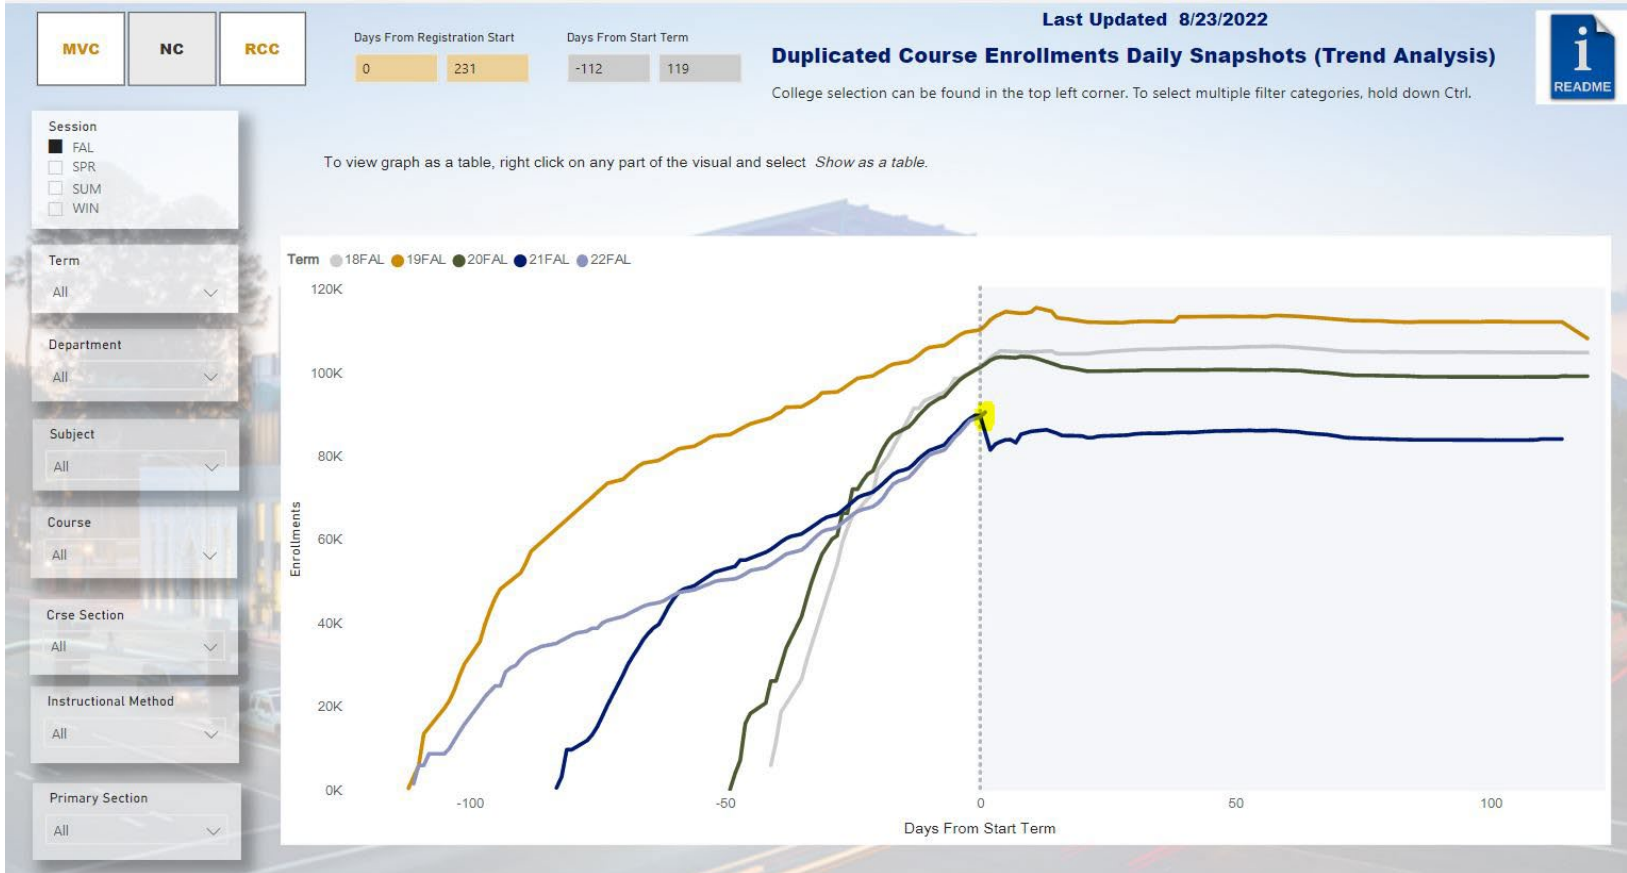 MVC
NC
RCC
Days From Registration Start
0
231
Days From Start Term
-112
119
Last Updated 8/23/2022
Duplicated Course Enrollments Daily Snapshots (Trend Analysis)
College selection can be found in the top left corner. To select multiple filter categories, hold down Ctrl.
i
README
Session
FAL
SPR
SUM
WIN
To view graph as a table, right click on any part of the visual and select Show as a table.
Term
All
Department
All
Subject
All
Course
All
Crse Section
All
Instructional Method
All
Primary Section
All
Term 18FAL 19FAL 20FAL 21FAL 22FAL
120K
100K
80K
60K
40K
20K
0K
Enrollments
-100
-50
0
50
100
Days From Start Term